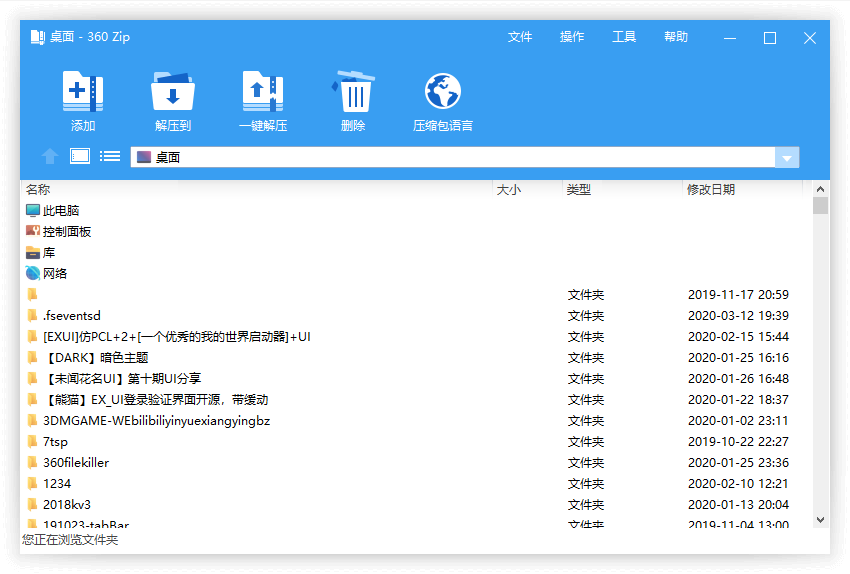 桌面 - 360 Zip 文件 操作 工具 帮助
添加 解压到 一键解压 删除 压缩包语言
桌面
名称 大小 类型 修改日期
此电脑
控制面板
库
网络
文件夹 2019-11-17 20:59
.fseventsd 文件夹 2020-03-12 19:39
[EXUI]仿PCL+2+[一个优秀的我的世界启动器]+UI 文件夹 2020-02-15 15:44
【DARK】暗色主题 文件夹 2020-01-25 16:16
【未闻花名UI】第十期UI分享 文件夹 2020-01-26 16:48
【熊猫】EX_UI登录验证界面开源，带缓动 文件夹 2020-01-22 18:37
3DMGAME-WEbilibiliyinyuexiangyingbz 文件夹 2020-01-02 23:11
7tsp 文件夹 2019-10-22 22:27
360filekiller 文件夹 2020-01-25 23:36
1234 文件夹 2020-02-10 12:21
2018kv3 文件夹 2020-01-13 20:04
191023-tabBar 文件夹 2019-11-04 13:00
您正在浏览文件夹